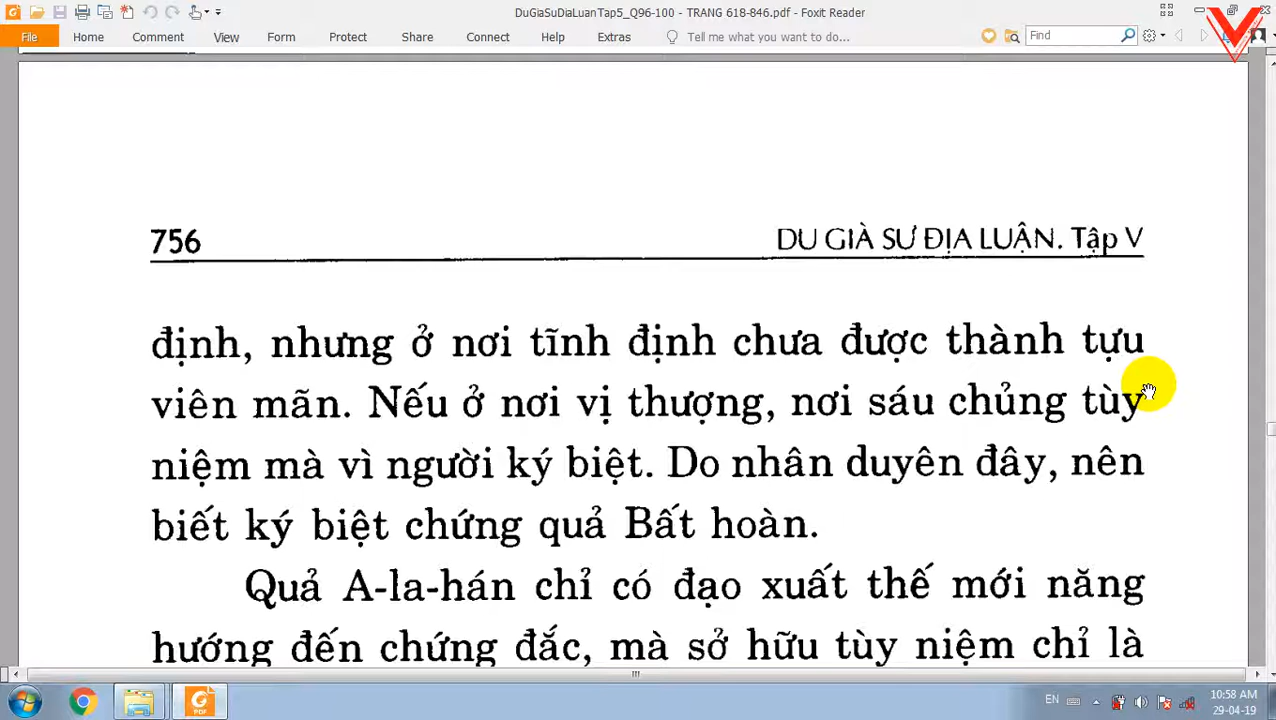 DuGiaSuDiaLuanTap5_Q96-100 - TRANG 618-846.pdf - Foxit Reader
File Home Comment View Form Protect Share Connect Help Extras Tell me what you want to do... Find
756 DU GIÀ SƯ ĐỊA LUẬN. Tập V
định, nhưng ở nơi tĩnh định chưa được thành tựu
viên mãn. Nếu ở nơi vị thượng, nơi sáu chủng tùy
niệm mà vì người ký biệt. Do nhân duyên đây, nên
biết ký biệt chứng quả Bất hoàn.
Quả A-la-hán chỉ có đạo xuất thế mới năng
hướng đến chứng đắc, mà sở hữu tùy niệm chỉ là
PDF
EN 10:58 AM
29-04-19